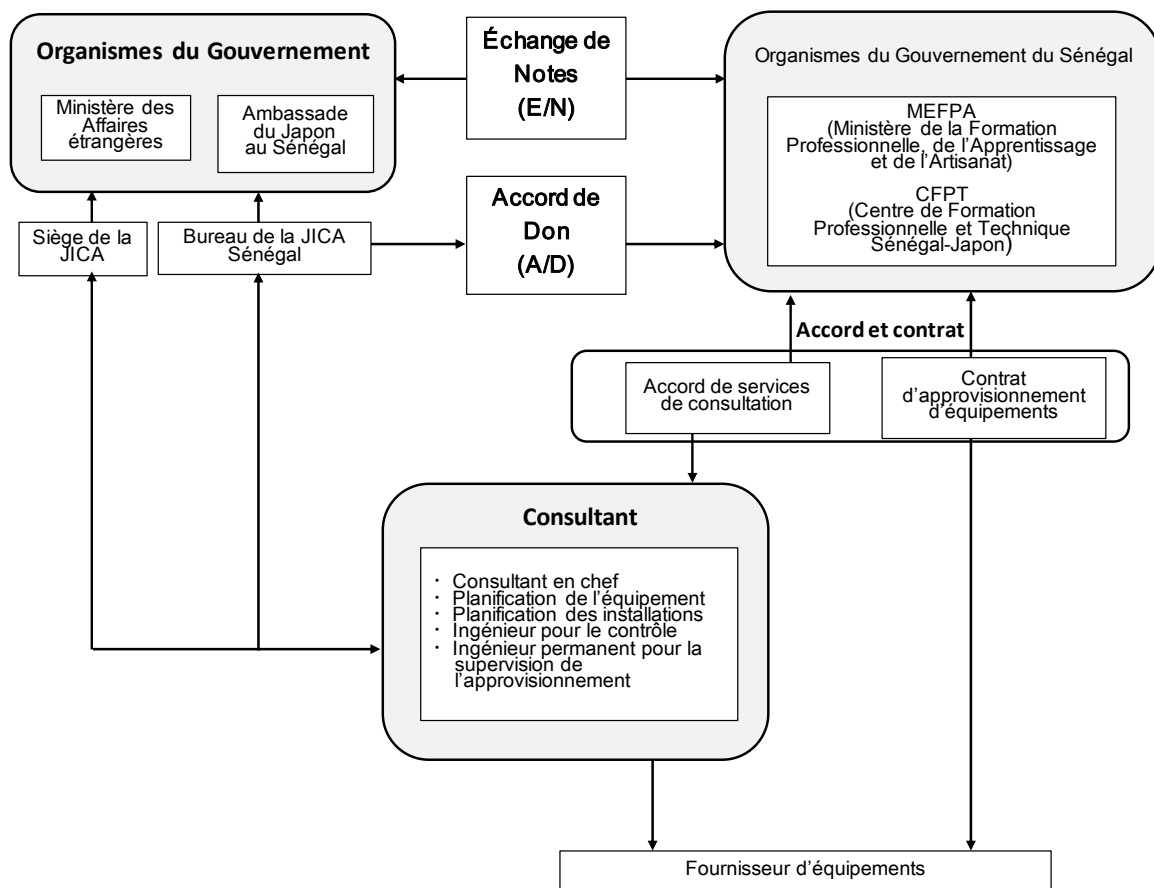 Organismes du Gouvernement
Ministère des
Affaires
étrangères
Ambassade
du Japon
au Sénégal
Échange de
Notes
(E/N)
Organismes du Gouvernement du Sénégal
MEFPA
(Ministère de la Formation
Professionnelle, de l'Apprentissage
et de l'Artisanat)
CFPT
(Centre de Formation
Professionnelle et Technique
Sénégal-Japon)
Siège de la
JICA
Bureau de la JICA
Sénégal
Accord de
Don
(A/D)
Accord et contrat
Accord de services
de consultation
Contrat
d'approvisionnement
d'équipements
Consultant
・ Consultant en chef
・ Planification de l'équipement
・ Planification des installations
・ Ingénieur pour le contrôle
・ Ingénieur permanent pour la
supervision de
l'approvisionnement
Fournisseur d'équipements